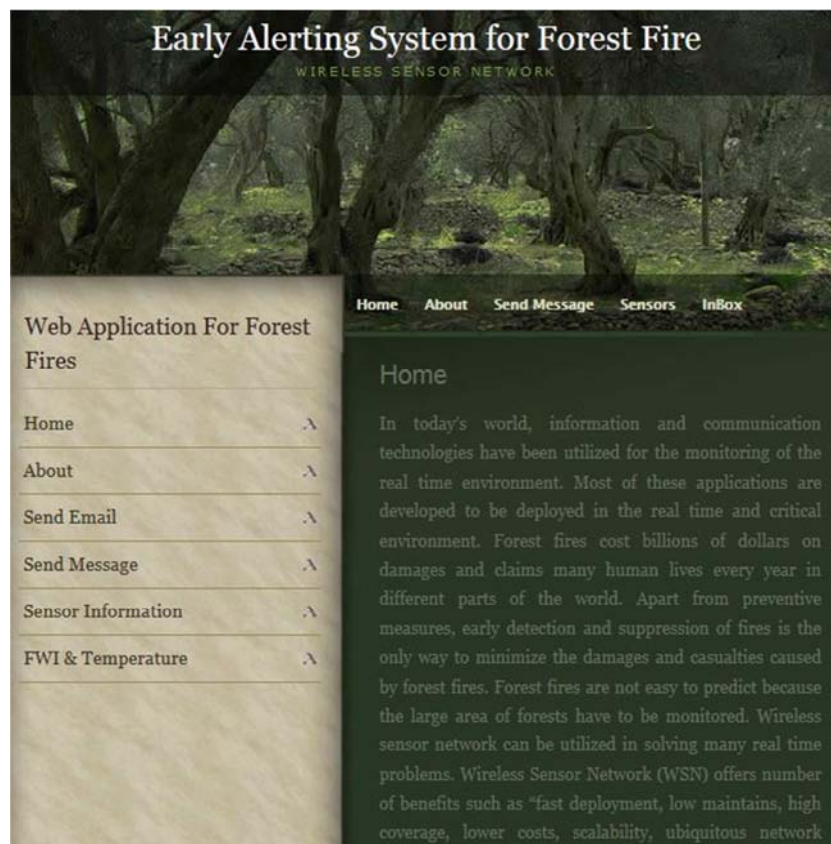 Early Alerting System for Forest Fire
WIRELESS SENSOR NETWORK
Home About Send Message Sensors InBox
Web Application For Forest
Fires
Home
About
Send Email
Send Message
Sensor Information
FWI & Temperature
Home
In today's world, information and communication
technologies have been utilized for the monitoring of the
real time environment. Most of these applications are
developed to be deployed in the real time and critical
environment. Forest fires cost billions of dollars on
damages and claims many human lives every year in
different parts of the world. Apart from preventive
measures, early detection and suppression of fires is the
only way to minimize the damages and casualties caused
by forest fires. Forest fires are not easy to predict because
the large area of forests have to be monitored. Wireless
sensor network can be utilized in solving many real time
problems. Wireless Sensor Network (WSN) offers number
of benefits such as “fast deployment, low maintains, high
coverage, lower costs, scalability, ubiquitous network